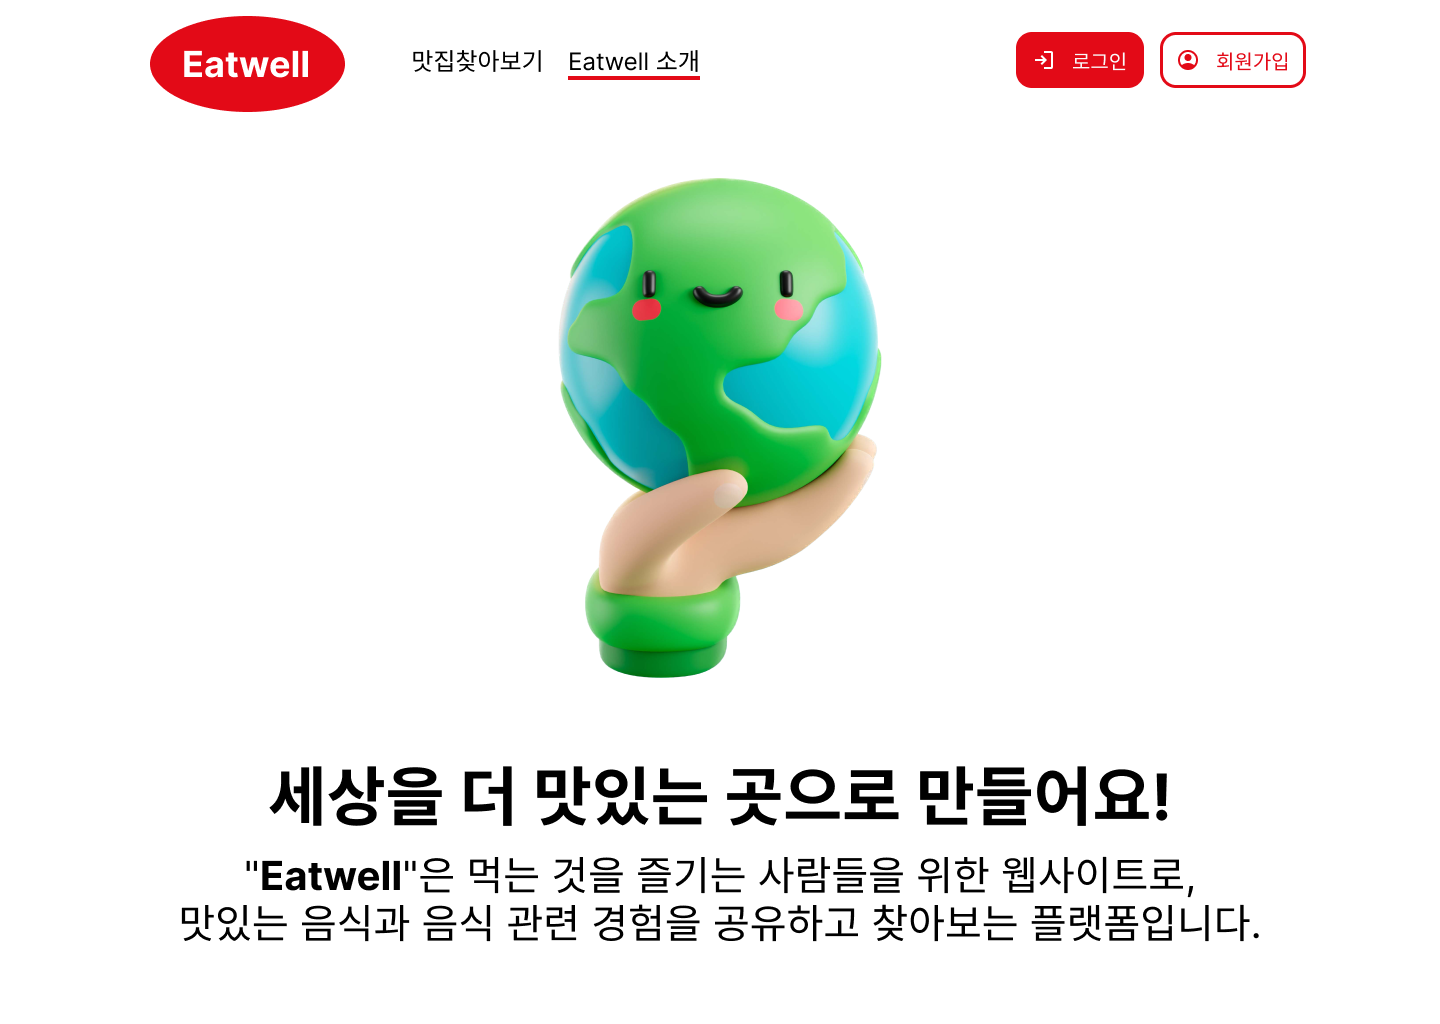 Eatwell
맛집찾아보기
Eatwell 소개
로그인
회원가입
세상을 더 맛있는 곳으로 만들어요!
"Eatwell"은 먹는 것을 즐기는 사람들을 위한 웹사이트로,
맛있는 음식과 음식 관련 경험을 공유하고 찾아보는 플랫폼입니다.